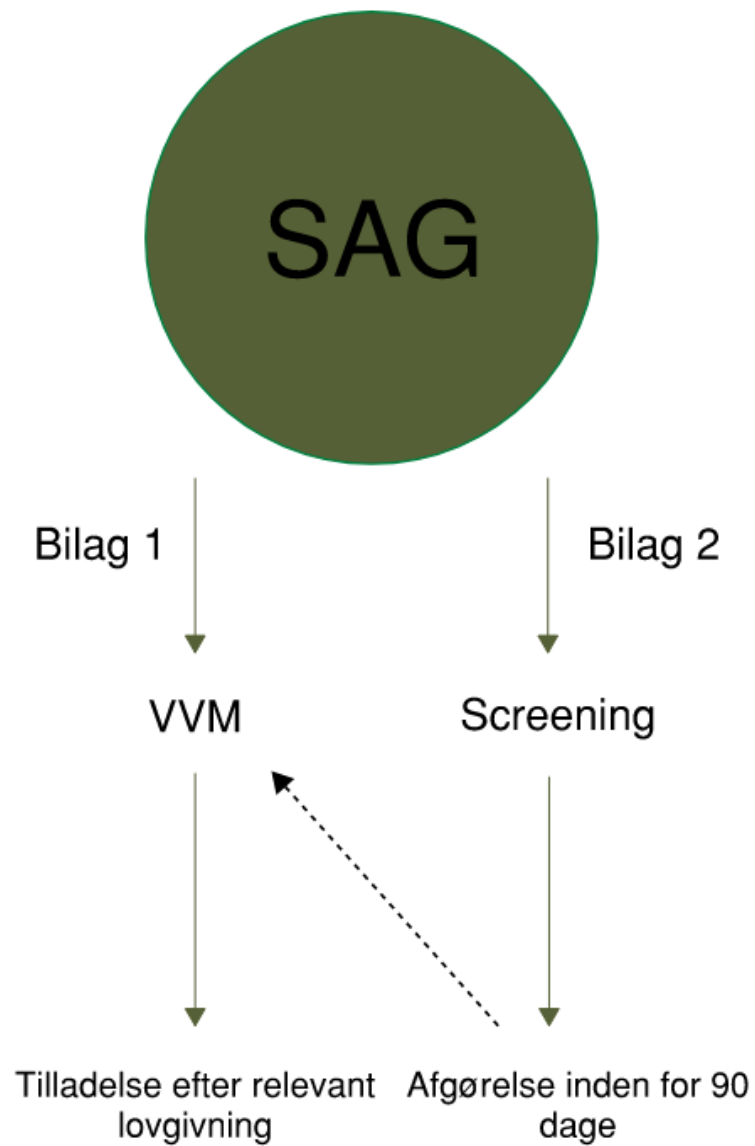 SAG
Bilag 1
Bilag 2
VVM
Screening
Tilladelse efter relevant
lovgivning
Afgørelse inden for 90
dage